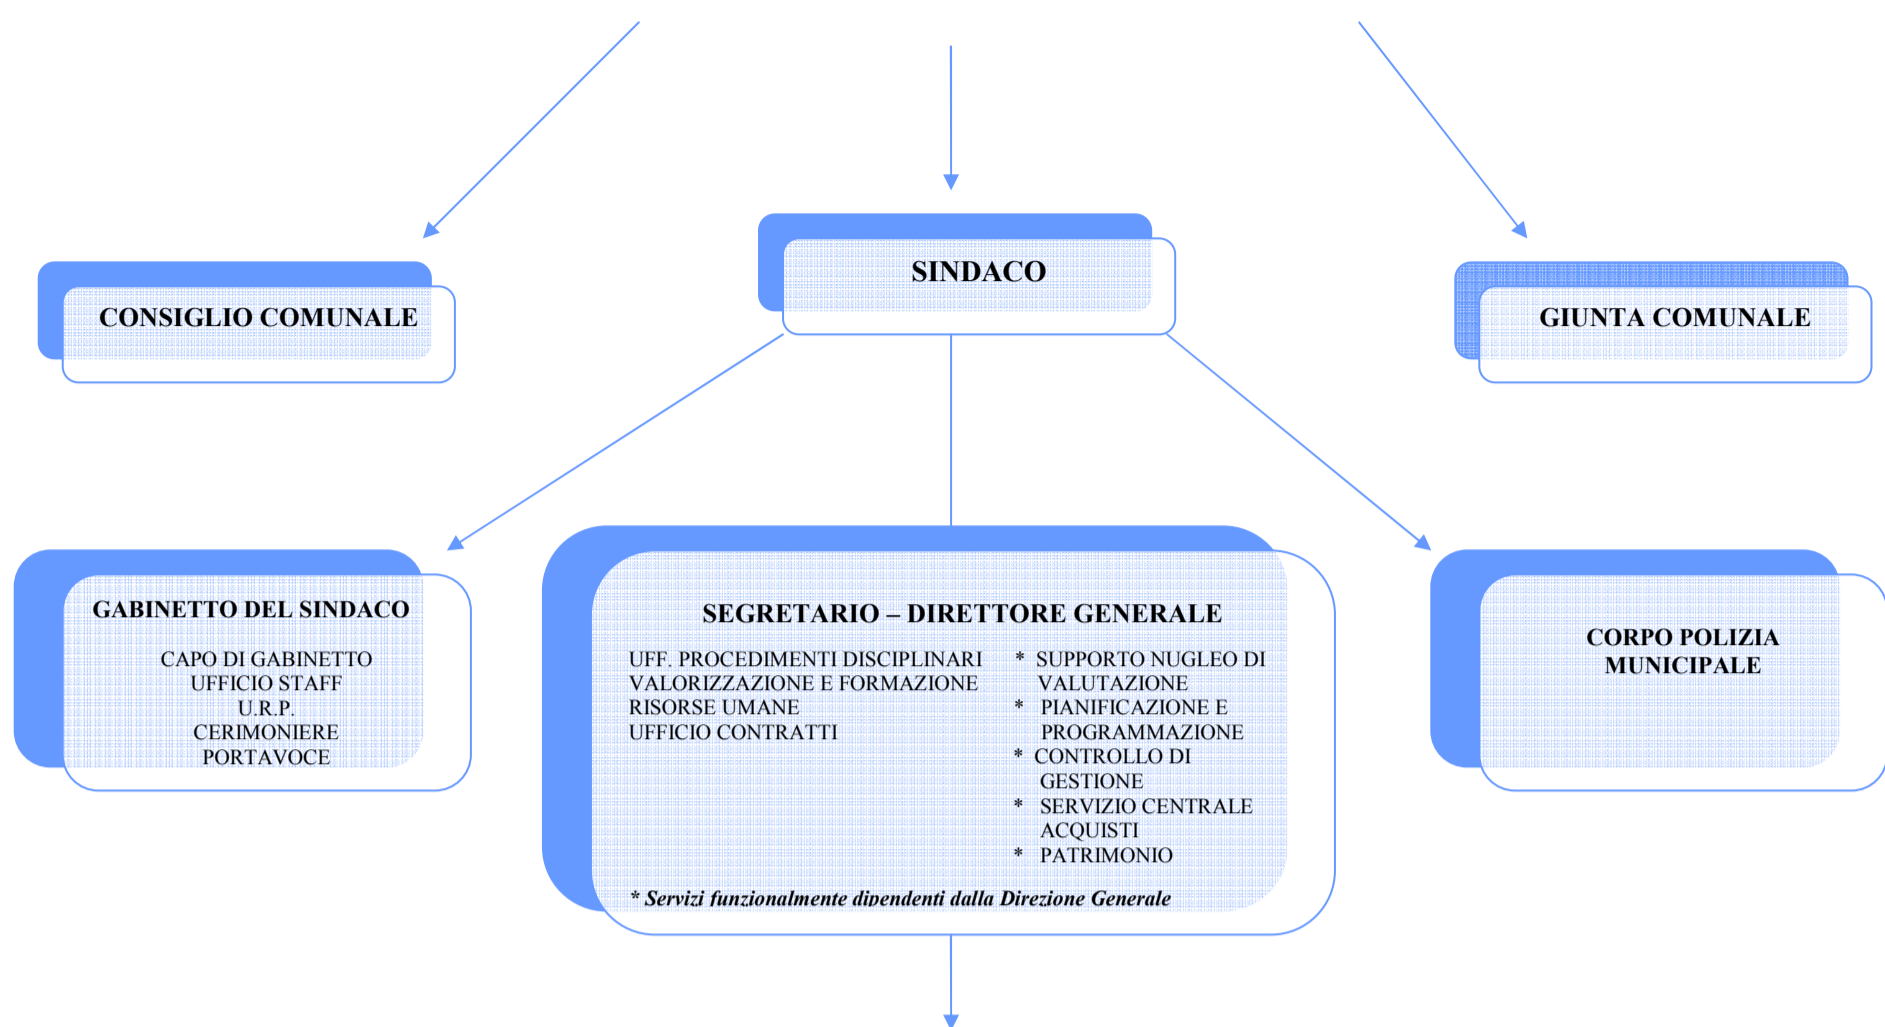 SINDACO
CONSIGLIO COMUNALE
GIUNTA COMUNALE
GABINETTO DEL SINDACO
CAPO DI GABINETTO
UFFICIO STAFF
U.R.P.
CERIMONIERE
PORTAVOCE
SEGRETARIO – DIRETTORE GENERALE
UFF. PROCEDIMENTI DISCIPLINARI
VALORIZZAZIONE E FORMAZIONE
RISORSE UMANE
UFFICIO CONTRATTI
* SUPPORTO NUGLEO DI
VALUTAZIONE
* PIANIFICAZIONE E
PROGRAMMAZIONE
* CONTROLLO DI
GESTIONE
* SERVIZIO CENTRALE
ACQUISTI
* PATRIMONIO
* Servizi funzionalmente dipendenti dalla Direzione Generale
CORPO POLIZIA
MUNICIPALE